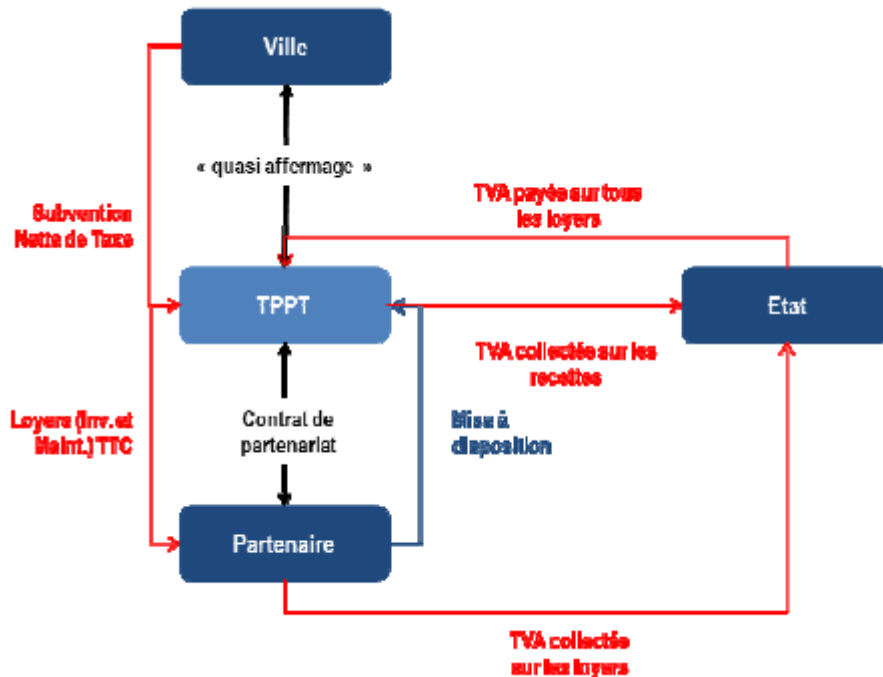 Ville
« quasi affermage »
TVA payée sur tous
les loyers
Subvention
Nette de Taxe
TPPT
Etat
TVA collectée sur les
recettes
Loyers (Inv. et
Maint.) TTC
Contrat de
partenariat
Mise à
disposition
Partenaire
TVA collectée
sur les loyers